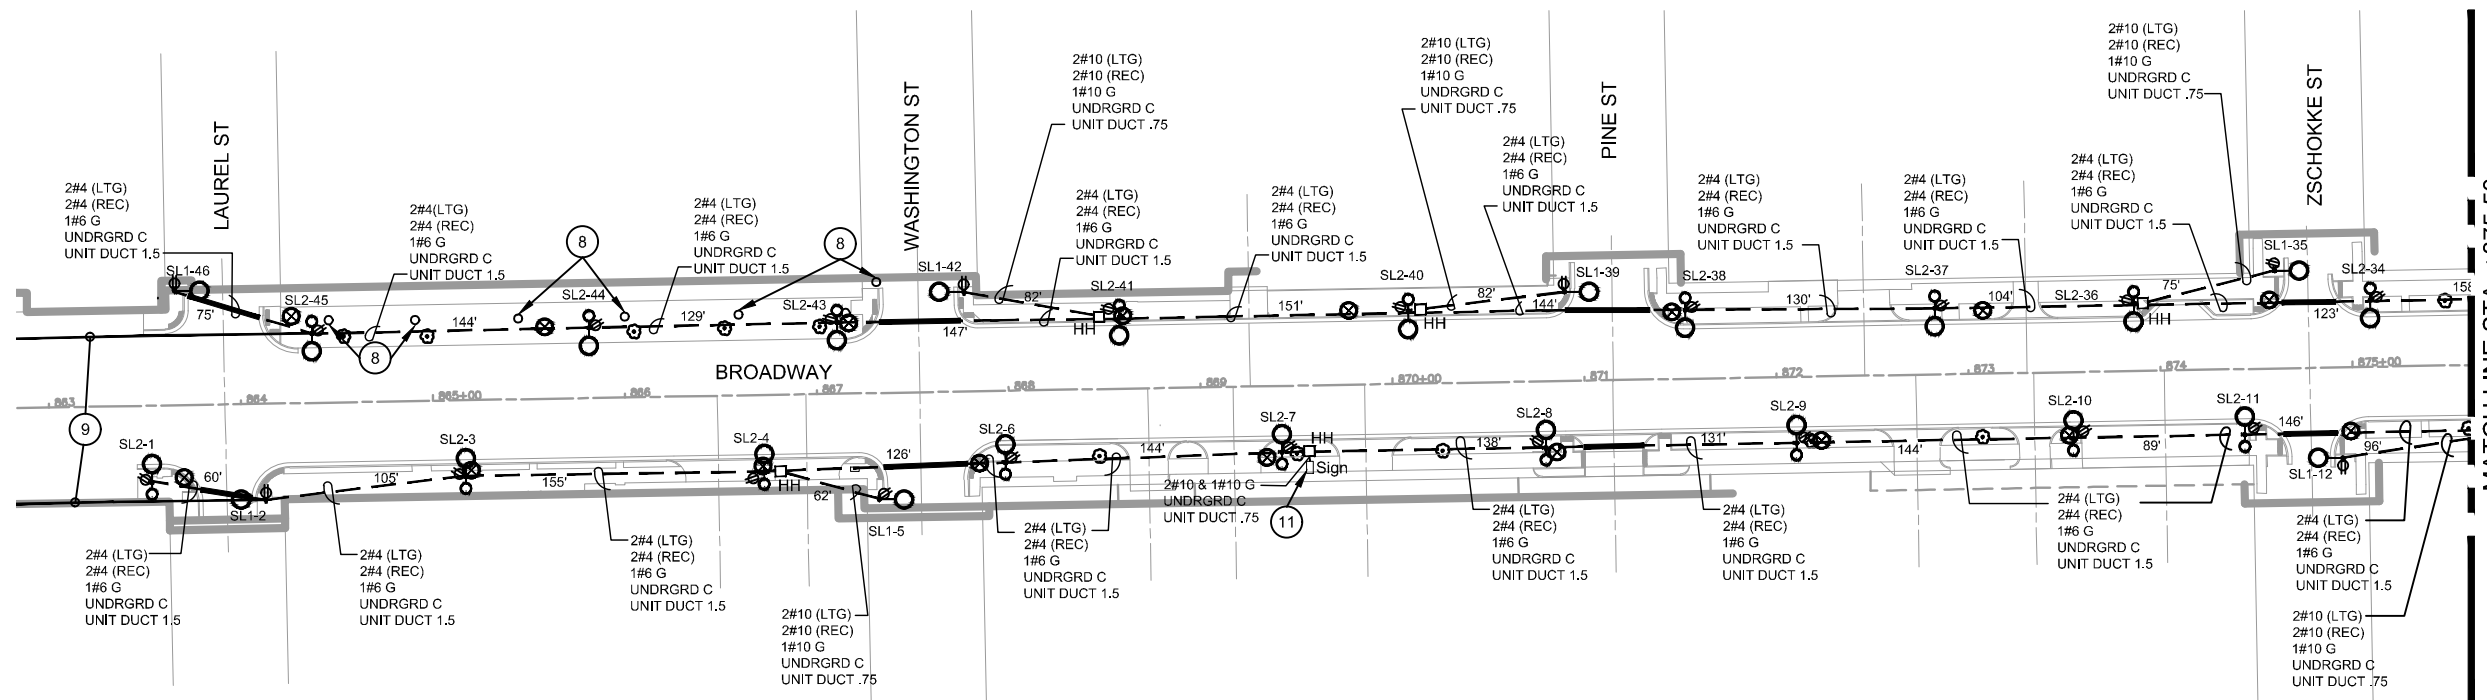 2#10 (LTG)
2#10 (REC)
1#10 G
UNDRGRD C
UNIT DUCT .75
2#10 (LTG)
2#10 (REC)
1#10 G
UNDRGRD C
UNIT DUCT .75
2#10 (LTG)
2#10 (REC)
1#10 G
UNDRGRD C
UNIT DUCT .75
LAUREL ST
WASHINGTON ST
PINE ST
ZSCHOKKE ST
2#4 (LTG)
2#4 (REC)
1#6 G
UNDRGRD C
UNIT DUCT 1.5
2#4(LTG)
2#4 (REC)
1#6 G
UNDRGRD C
UNIT DUCT 1.5
2#4 (LTG)
2#4 (REC)
1#6 G
UNDRGRD C
UNIT DUCT 1.5
2#4 (LTG)
2#4 (REC)
1#6 G
UNDRGRD C
UNIT DUCT 1.5
2#4 (LTG)
2#4 (REC)
1#6 G
UNDRGRD C
UNIT DUCT 1.5
2#4 (LTG)
2#4 (REC)
1#6 G
UNDRGRD C
UNIT DUCT 1.5
2#4 (LTG)
2#4 (REC)
1#6 G
UNDRGRD C
UNIT DUCT 1.5
2#4 (LTG)
2#4 (REC)
1#6 G
UNDRGRD C
UNIT DUCT 1.5
2#4 (LTG)
2#4 (REC)
1#6 G
UNDRGRD C
UNIT DUCT 1.5
8
8
8
9
SL1-46
SL2-45
SL2-44
SL2-43
SL1-42
SL2-41
SL2-40
SL1-39
SL2-38
SL2-37
SL2-36
SL1-35
SL2-34
75'
144'
129'
147'
82'
HH
151'
HH
82'
144'
130'
104'
HH
75'
123'
158
BROADWAY
863
864
865+00
866
867
868
869
870+00
871
872
873
874
875+00
SL2-1
SL1-2
SL2-3
SL2-4
SL1-5
SL2-6
SL2-7
SL2-8
SL2-9
SL2-10
SL2-11
SL1-12
60'
105'
155'
HH
62'
126'
144'
HH
Sign
138'
131'
144'
89'
146'
96'
2#10 & 1#10 G
UNDRGRD C
UNIT DUCT .75
11
2#4 (LTG)
2#4 (REC)
1#6 G
UNDRGRD C
UNIT DUCT 1.5
2#4 (LTG)
2#4 (REC)
1#6 G
UNDRGRD C
UNIT DUCT 1.5
2#4 (LTG)
2#4 (REC)
1#6 G
UNDRGRD C
UNIT DUCT 1.5
2#10 (LTG)
2#10 (REC)
1#10 G
UNDRGRD C
UNIT DUCT .75
2#4 (LTG)
2#4 (REC)
1#6 G
UNDRGRD C
UNIT DUCT 1.5
2#4 (LTG)
2#4 (REC)
1#6 G
UNDRGRD C
UNIT DUCT 1.5
2#4 (LTG)
2#4 (REC)
1#6 G
UNDRGRD C
UNIT DUCT 1.5
2#4 (LTG)
2#4 (REC)
1#6 G
UNDRGRD C
UNIT DUCT 1.5
2#4 (LTG)
2#4 (REC)
1#6 G
UNDRGRD C
UNIT DUCT 1.5
2#10 (LTG)
2#10 (REC)
1#10 G
UNDRGRD C
UNIT DUCT .75